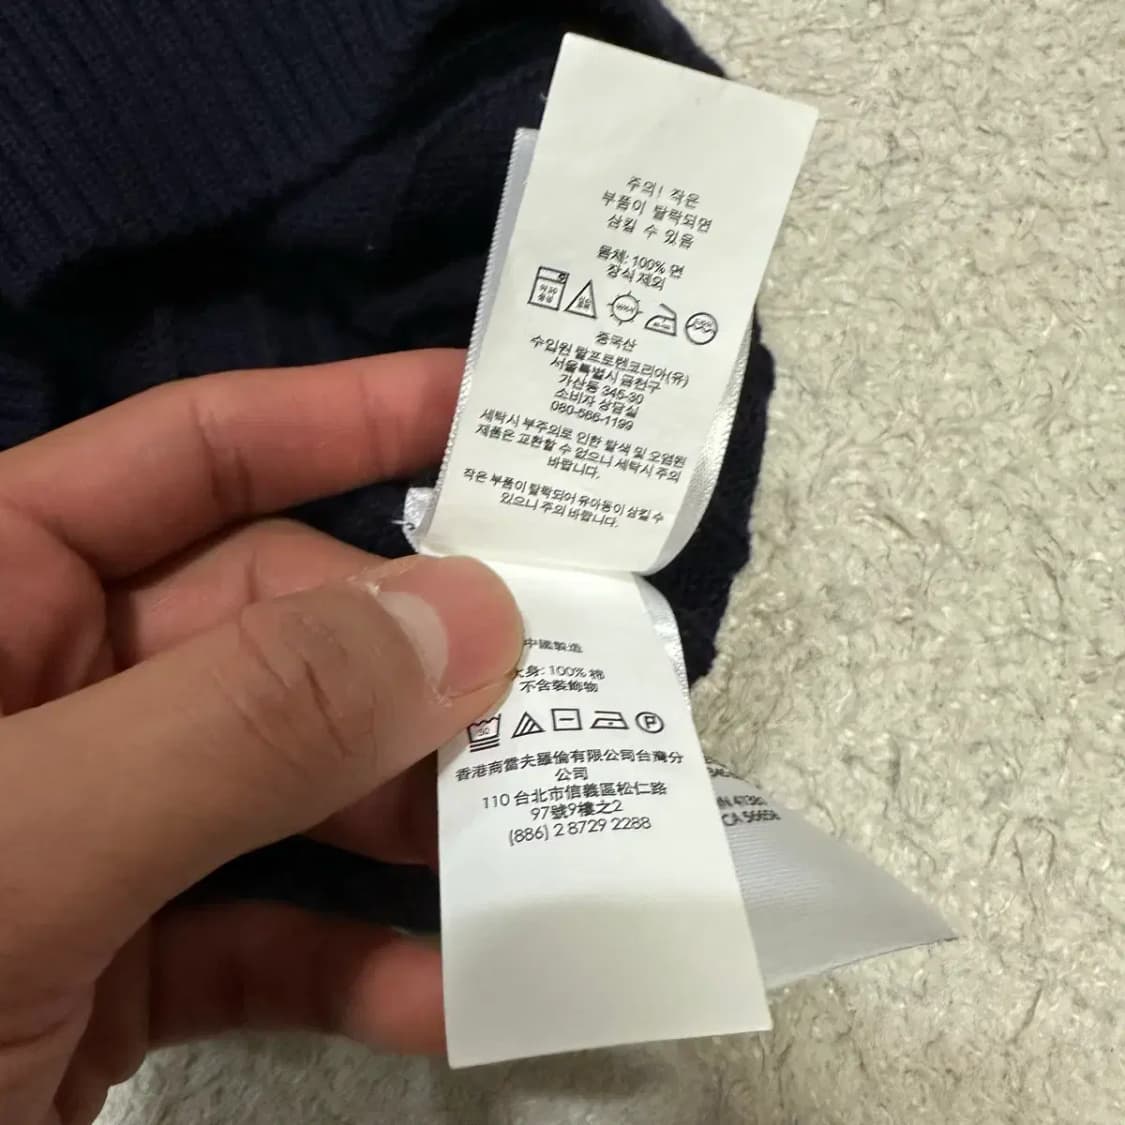 주의! 작은
부품이 탈락되면
삼킬 수 있음
몸체: 100% 면
장식 제외
중국산
수입원 랄프로렌코리아(유)
서울특별시 금천구
가산동 345-30
소비자 상담실
080-566-1199
세탁시 부주의로 인한 탈색 및 오염된
제품은 교환할 수 없으니 세탁시 주의
바랍니다.
작은 부품이 탈락되어 유아동이 삼킬 수
있으니 주의 바랍니다.
中國製造
大身: 100% 棉
不含裝飾物
30
P
香港商雷夫羅倫有限公司台灣分
公司
110 台北市信義區松仁路
97號9樓之2
(886) 2 8729 2288
CA 56656